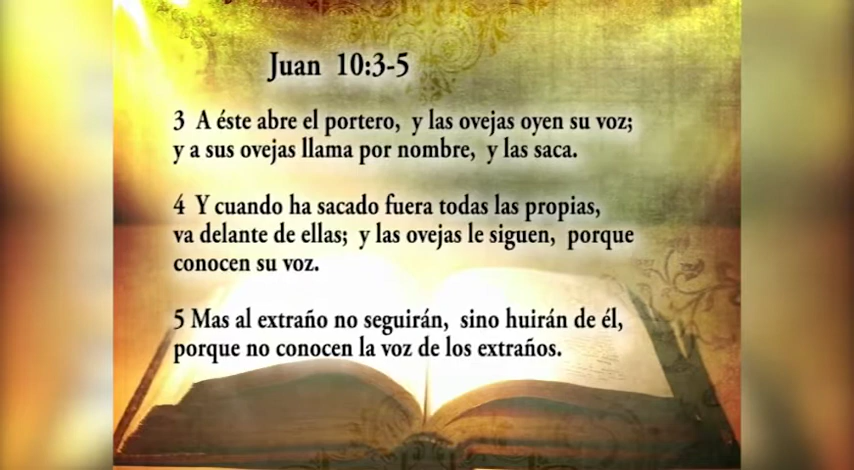 Juan 10:3-5
3 A éste abre el portero, y las ovejas oyen su voz;
y a sus ovejas llama por nombre, y las saca.
4 Y cuando ha sacado fuera todas las propias,
va delante de ellas; y las ovejas le siguen, porque
conocen su voz.
5 Mas al extraño no seguirán, sino huirán de él,
porque no conocen la voz de los extraños.